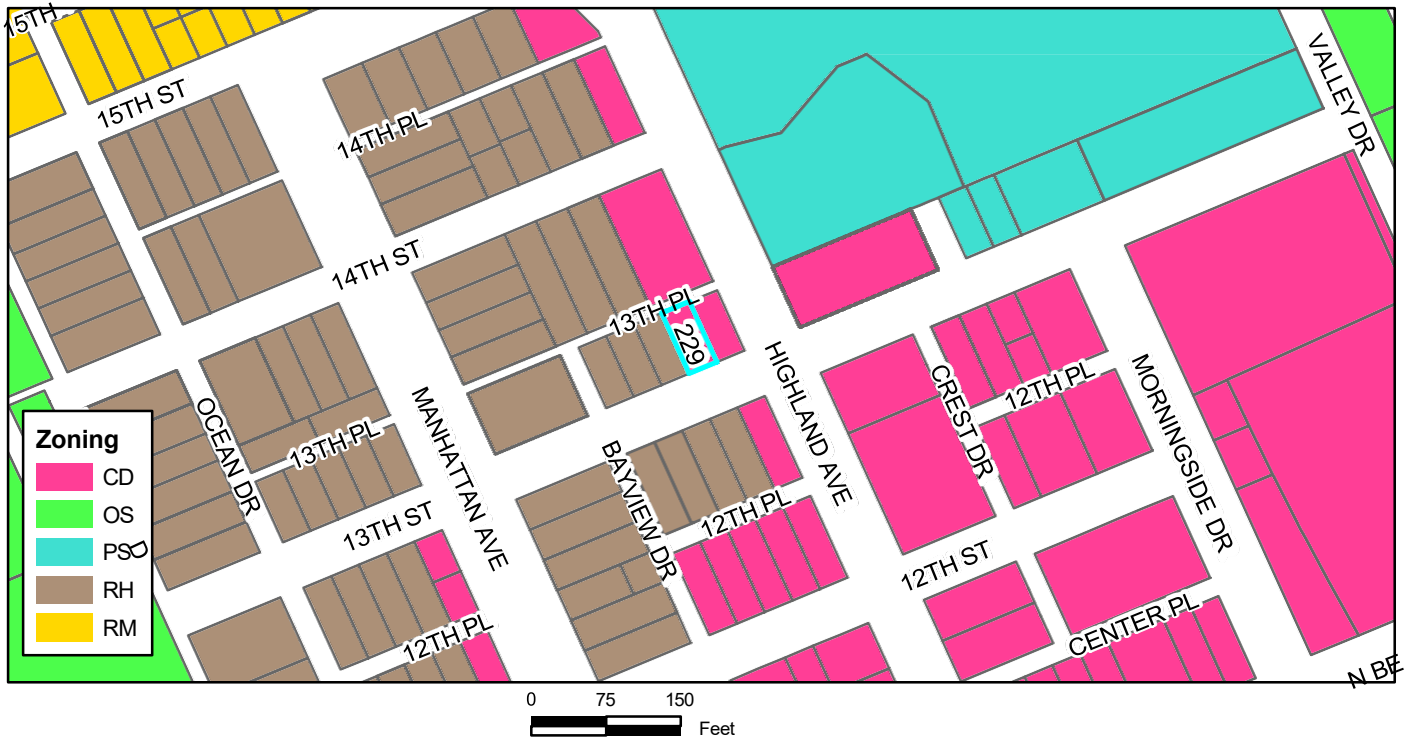 15TH
15TH ST
14TH PL
14TH ST
13TH PL
229
VALLEY DR
HIGHLAND AVE
CREST DR
12TH PL
MORNINGSIDE DR
MANHATTAN AVE
OCEAN DR
13TH PL
13TH ST
BAYVIEW DR
12TH PL
12TH ST
12TH PL
CENTER PL
N BE
Zoning
CD
OS
PS
D
RH
RM
0 75 150
Feet